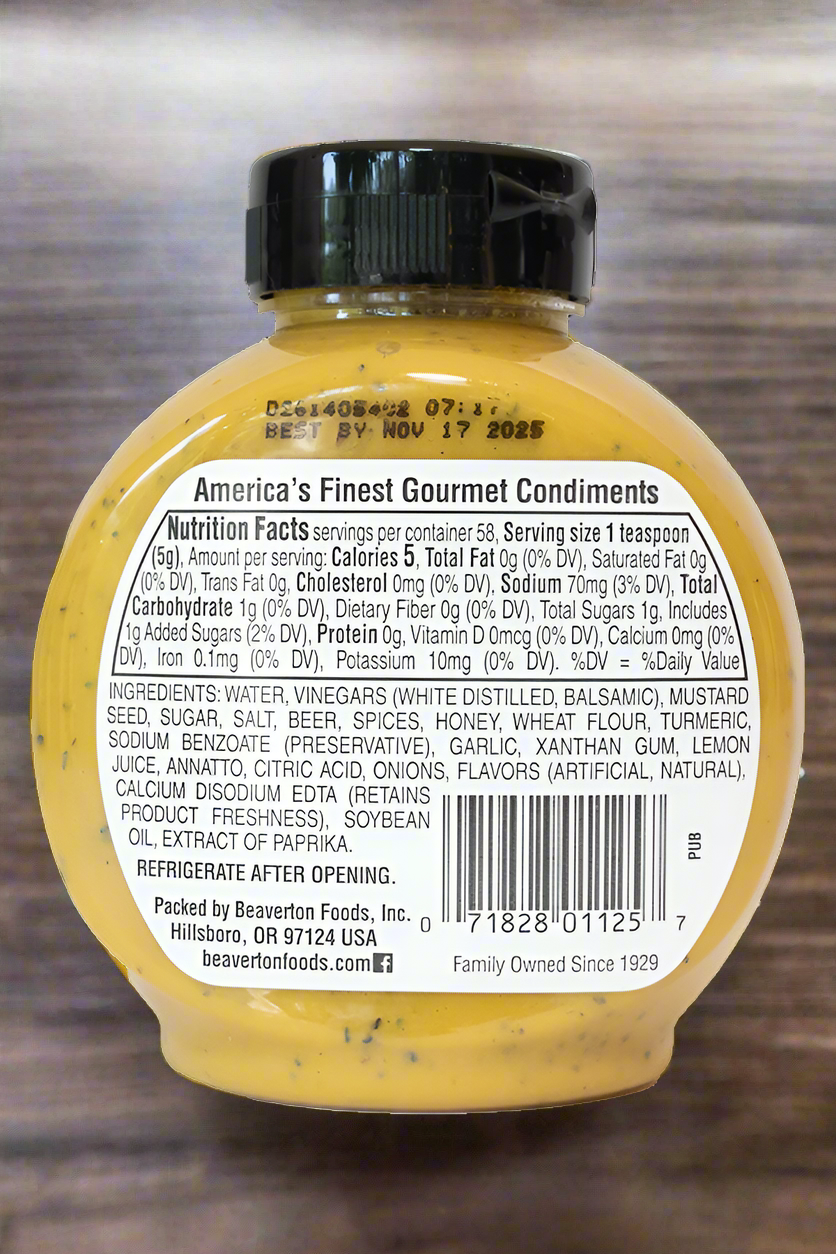 BEST BY NOV 17 2025
America's Finest Gourmet Condiments
Nutrition Facts servings per container 58, Serving size 1 teaspoon
(5g), Amount per serving: Calories 5, Total Fat 0g (0% DV), Saturated Fat 0g
(0% DV), Trans Fat 0g, Cholesterol 0mg (0% DV), Sodium 70mg (3% DV), Total
Carbohydrate 1g (0% DV), Dietary Fiber 0g (0% DV), Total Sugars 1g, Includes
1g Added Sugars (2% DV), Protein 0g, Vitamin D 0mcg (0% DV), Calcium 0mg (0%
DV), Iron 0.1mg (0% DV), Potassium 10mg (0% DV). %DV = %Daily Value
INGREDIENTS: WATER, VINEGARS (WHITE DISTILLED, BALSAMIC), MUSTARD
SEED, SUGAR, SALT, BEER, SPICES, HONEY, WHEAT FLOUR, TURMERIC,
SODIUM BENZOATE (PRESERVATIVE), GARLIC, XANTHAN GUM, LEMON
JUICE, ANNATTO, CITRIC ACID, ONIONS, FLAVORS (ARTIFICIAL, NATURAL),
CALCIUM DISODIUM EDTA (RETAINS
PRODUCT FRESHNESS), SOYBEAN
OIL, EXTRACT OF PAPRIKA.
REFRIGERATE AFTER OPENING.
Packed by Beaverton Foods, Inc.
Hillsboro, OR 97124 USA
beavertonfoods.com f
PUB
0 71828 01125 7
Family Owned Since 1929